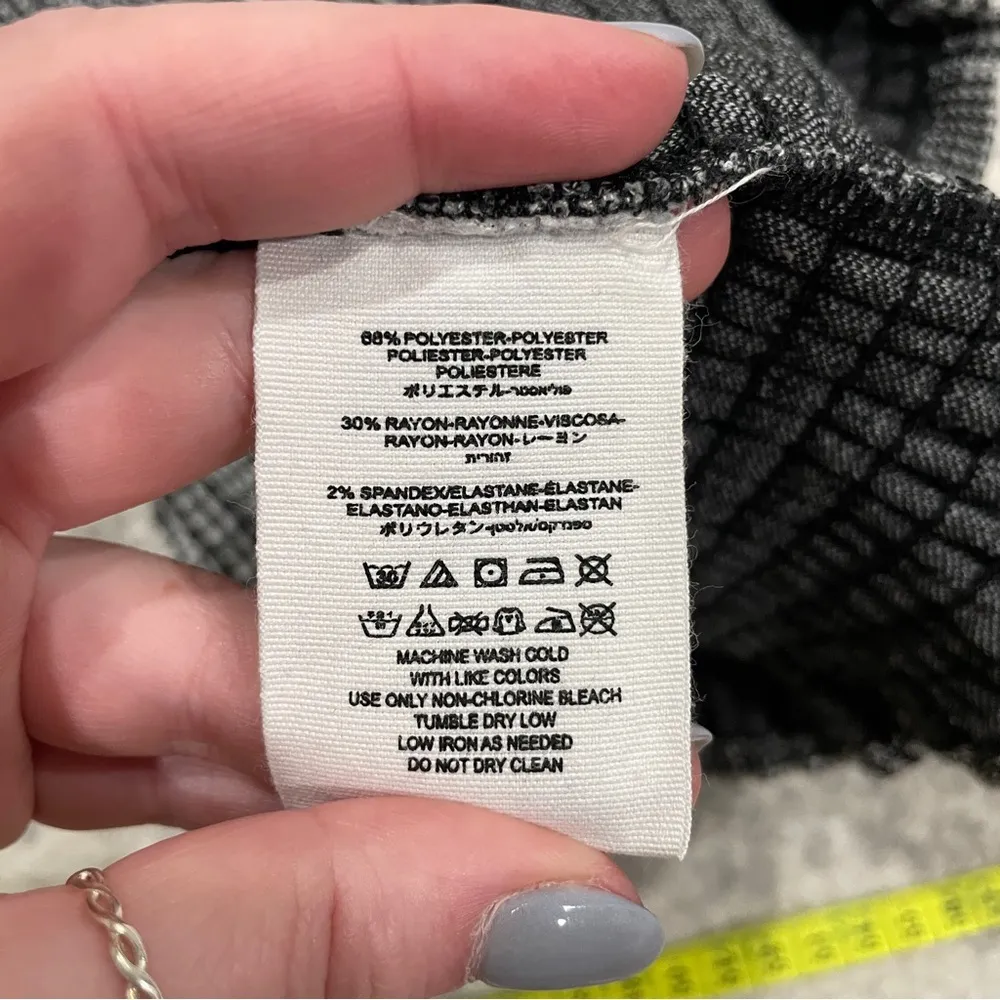 68% POLYESTER-POLYESTER
POLIESTER-POLYESTER
POLIESTERE
ポリエステル-פוליאסטר
30% RAYON-RAYONNE-VISCOSA-
RAYON-RAYON-レーヨン
זהורית
2% SPANDEX/ELASTANE-ÉLASTANE-
ELASTANO-ELASTHAN-ELASTAN
ポリウレタン-
30
MACHINE WASH COLD
WITH LIKE COLORS
USE ONLY NON-CHLORINE BLEACH
TUMBLE DRY LOW
LOW IRON AS NEEDED
DO NOT DRY CLEAN